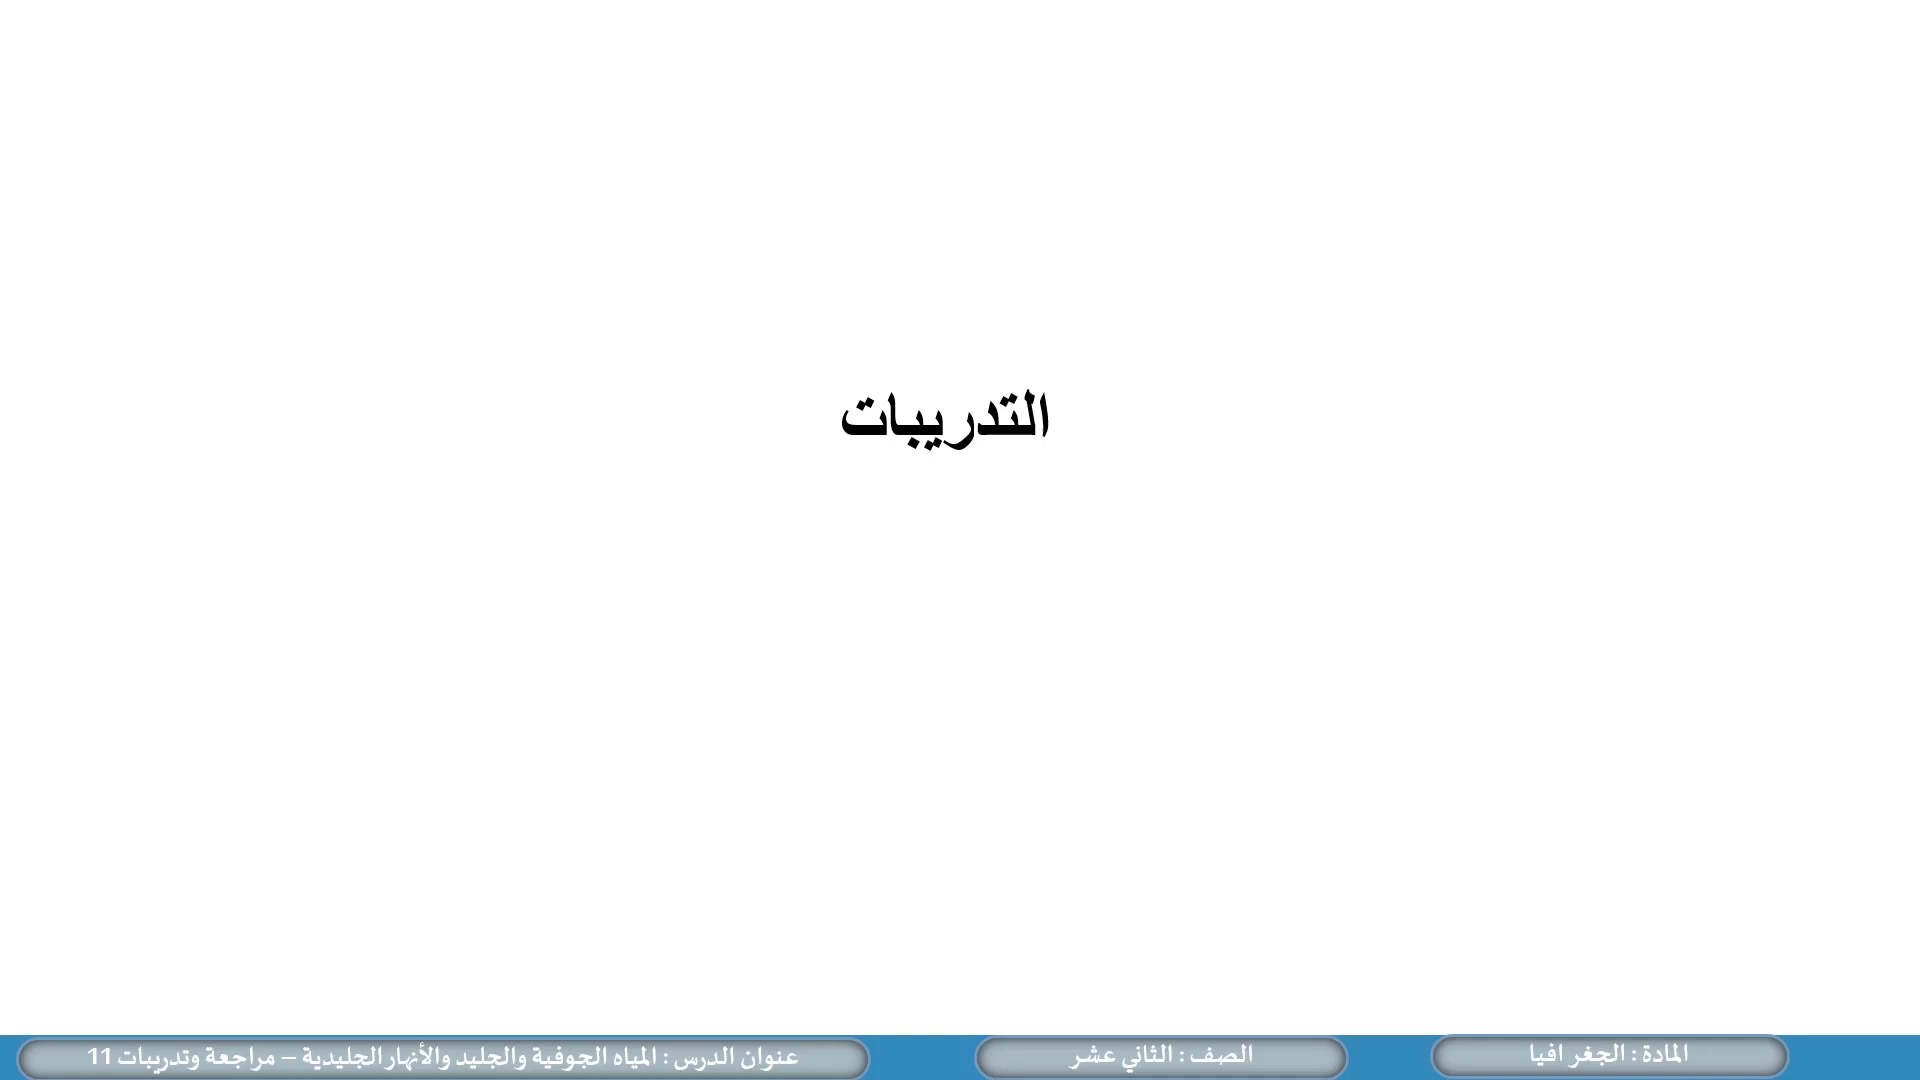 التدريبات
المادة : الجغرافيا
الصف : الثاني عشر
عنوان الدرس : المياه الجوفية والجليد والأنهار الجليدية – مراجعة وتدريبات 11